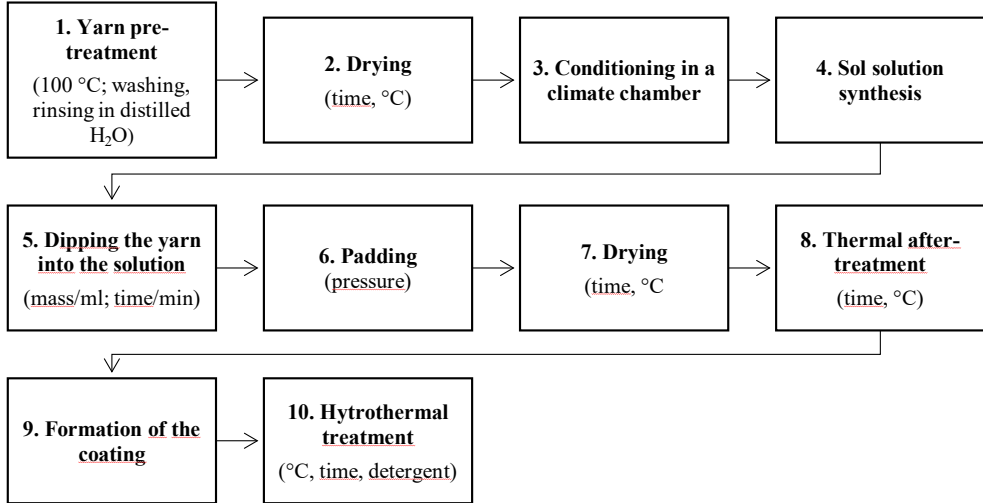 1. Yarn pre-
treatment
(100 °C; washing,
rinsing in distilled
H₂O)
2. Drying
(time, °C)
3. Conditioning in a
climate chamber
4. Sol solution
synthesis
5. Dipping the yarn
into the solution
(mass/ml; time/min)
6. Padding
(pressure)
7. Drying
(time, °C
8. Thermal after-
treatment
(time, °C)
9. Formation of the
coating
10. Hytrothermal
treatment
(°C, time, detergent)